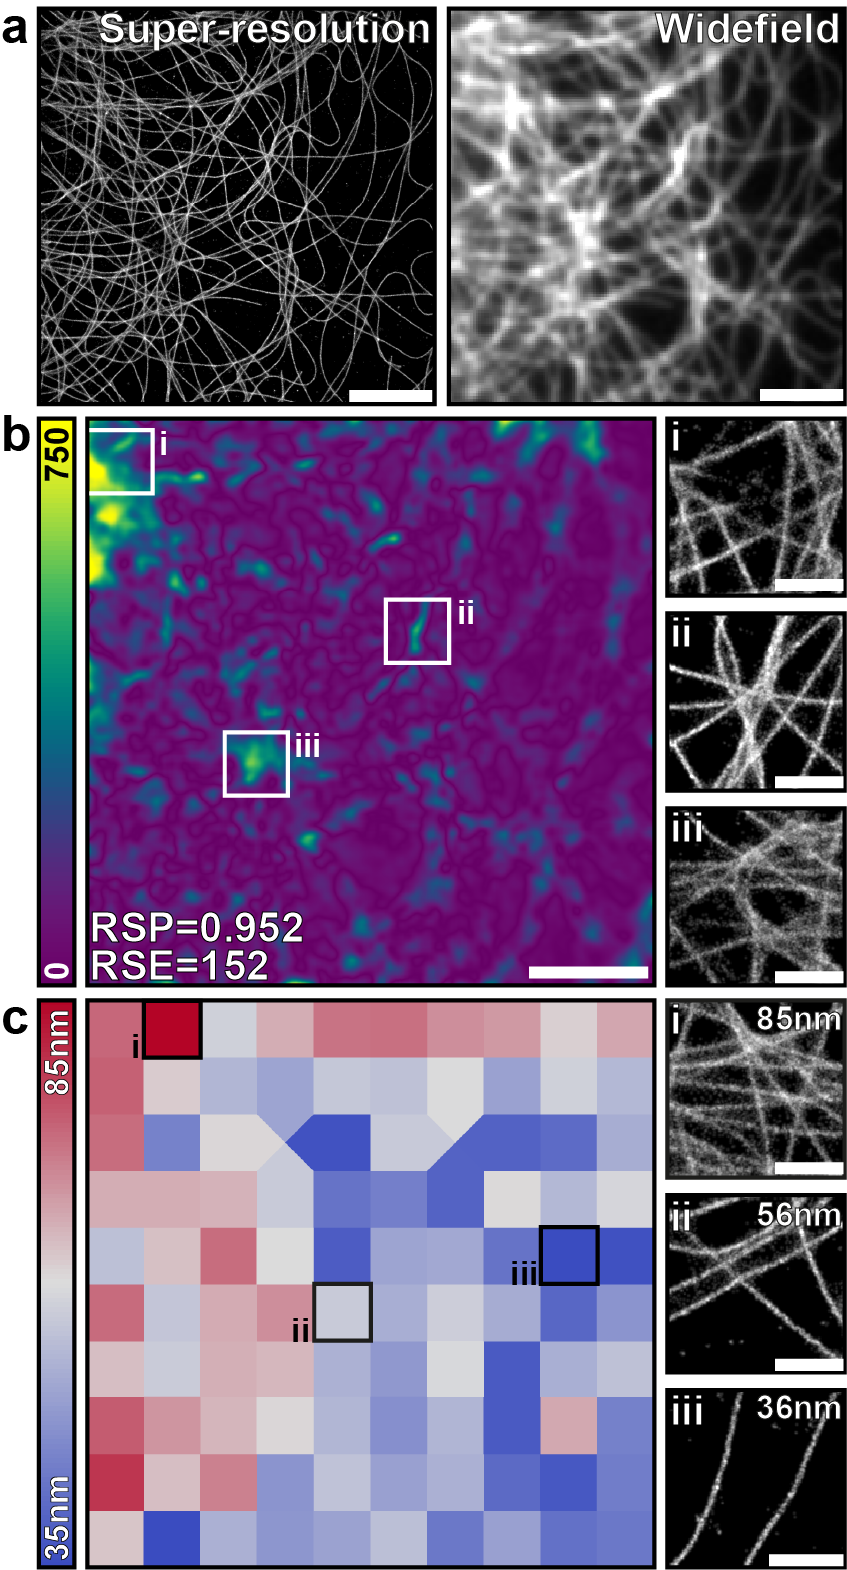 a
Super-resolution
Widefield
b
750
0
i
ii
iii
RSP=0.952
RSE=152
i
ii
iii
c
85nm
35nm
i
ii
iii
i
85nm
ii
56nm
iii
36nm